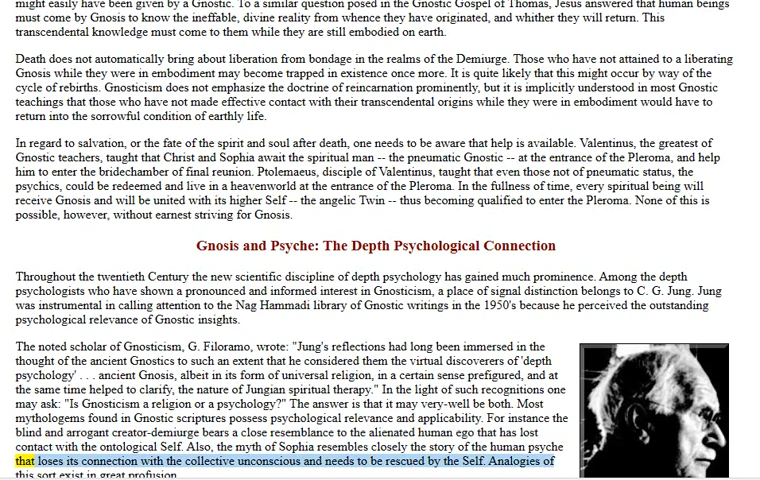 might easily have been given by a Gnostic. To a similar question posed in the Gnostic Gospel of Thomas, Jesus answered that human beings
must come by Gnosis to know the ineffable, divine reality from whence they have originated, and whither they will return. This
transcendental knowledge must come to them while they are still embodied on earth.
Death does not automatically bring about liberation from bondage in the realms of the Demiurge. Those who have not attained to a liberating
Gnosis while they were in embodiment may become trapped in existence once more. It is quite likely that this might occur by way of the
cycle of rebirths. Gnosticism does not emphasize the doctrine of reincarnation prominently, but it is implicitly understood in most Gnostic
teachings that those who have not made effective contact with their transcendental origins while they were in embodiment would have to
return into the sorrowful condition of earthly life.
In regard to salvation, or the fate of the spirit and soul after death, one needs to be aware that help is available. Valentinus, the greatest of
Gnostic teachers, taught that Christ and Sophia await the spiritual man -- the pneumatic Gnostic -- at the entrance of the Pleroma, and help
him to enter the bridechamber of final reunion. Ptolemaeus, disciple of Valentinus, taught that even those not of pneumatic status, the
psychics, could be redeemed and live in a heavenworld at the entrance of the Pleroma. In the fullness of time, every spiritual being will
receive Gnosis and will be united with its higher Self -- the angelic Twin -- thus becoming qualified to enter the Pleroma. None of this is
possible, however, without earnest striving for Gnosis.
Gnosis and Psyche: The Depth Psychological Connection
Throughout the twentieth Century the new scientific discipline of depth psychology has gained much prominence. Among the depth
psychologists who have shown a pronounced and informed interest in Gnosticism, a place of signal distinction belongs to C. G. Jung. Jung
was instrumental in calling attention to the Nag Hammadi library of Gnostic writings in the 1950's because he perceived the outstanding
psychological relevance of Gnostic insights.
The noted scholar of Gnosticism, G. Filoramo, wrote: "Jung's reflections had long been immersed in the
thought of the ancient Gnostics to such an extent that he considered them the virtual discoverers of 'depth
psychology' . . . ancient Gnosis, albeit in its form of universal religion, in a certain sense prefigured, and at
the same time helped to clarify, the nature of Jungian spiritual therapy." In the light of such recognitions one
may ask: "Is Gnosticism a religion or a psychology?" The answer is that it may very-well be both. Most
mythologems found in Gnostic scriptures possess psychological relevance and applicability. For instance the
blind and arrogant creator-demiurge bears a close resemblance to the alienated human ego that has lost
contact with the ontological Self. Also, the myth of Sophia resembles closely the story of the human psyche
that loses its connection with the collective unconscious and needs to be rescued by the Self. Analogies of
this sort exist in great profusion.